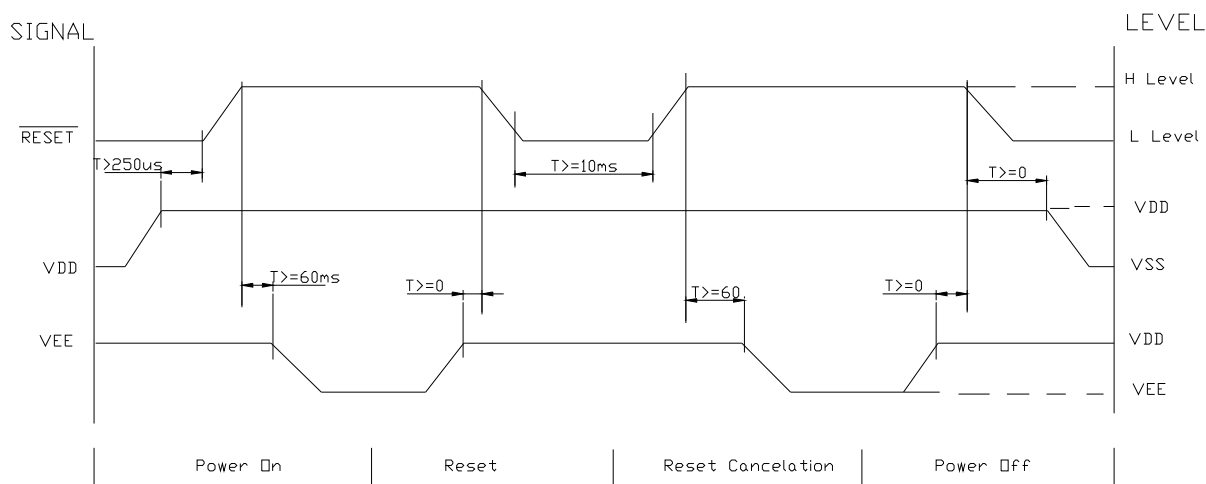 SIGNAL
LEVEL
H Level
RESET
L Level
T>250us
T>=10ms
T>=0
VDD
VDD
VSS
T>=60ms
T>=0
T>=60.
T>=0
VEE
VDD
VEE
Power On
Reset
Reset Cancelation
Power Off